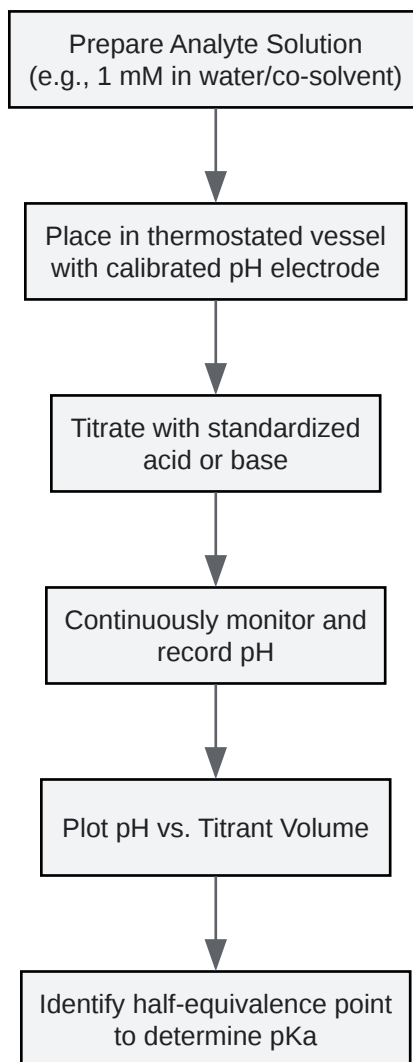 Prepare Analyte Solution
(e.g., 1 mM in water/co-solvent)
Place in thermostated vessel
with calibrated pH electrode
Titrate with standardized
acid or base
Continuously monitor and
record pH
Plot pH vs. Titrant Volume
Identify half-equivalence point
to determine pKa